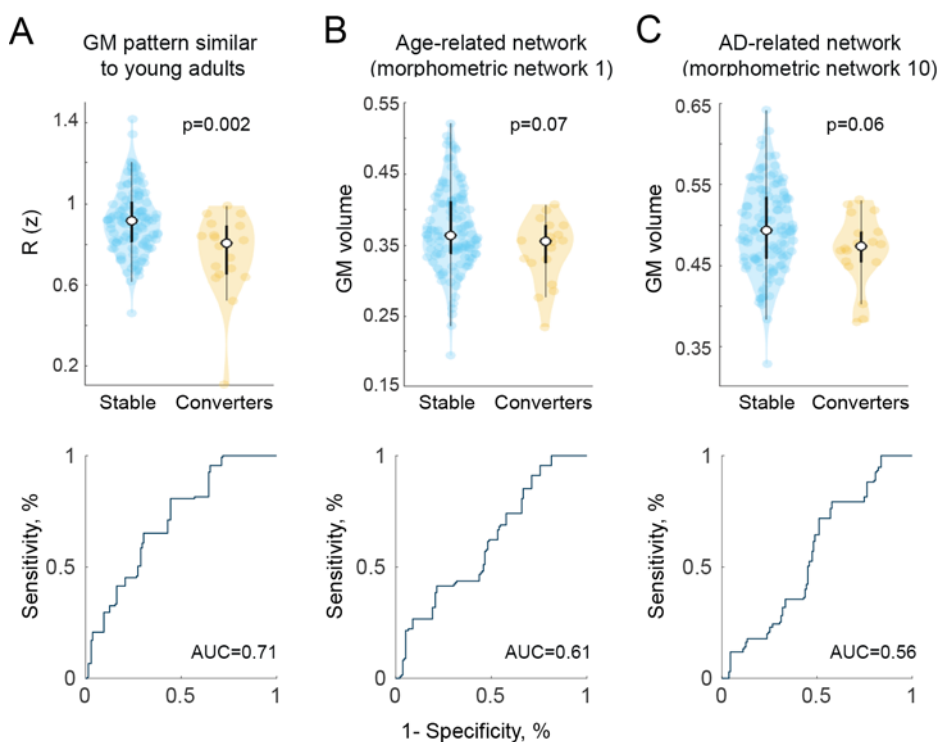 A
GM pattern similar
to young adults
p=0.002
R (z)
1.4
1
0.6
0.2
Stable
Converters
B
Age-related network
(morphometric network 1)
p=0.07
GM volume
0.55
0.45
0.35
0.25
0.15
Stable
Converters
C
AD-related network
(morphometric network 10)
p=0.06
GM volume
0.65
0.55
0.45
0.35
Stable
Converters
Sensitivity, %
1
0.5
0
AUC=0.71
0
0.5
1
Sensitivity, %
1
0.5
0
AUC=0.61
0
0.5
1
Sensitivity, %
1
0.5
0
AUC=0.56
0
0.5
1
1- Specificity, %